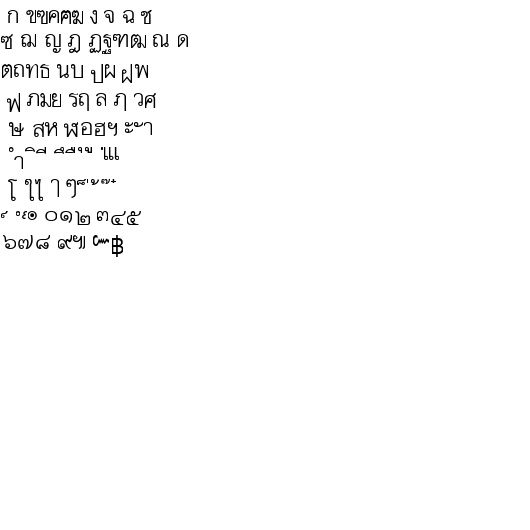 ก ขฃคฅฆ ง จ ฉ ช
ซ ฌ ญ ฎ ฏฐฑฒ ณ ด
ตถทธ นบ ปผ ฝพ
ฟ ภมย รฤ ล ฦ วศ
ษ สห ฬอฮฯ ะ ั า
ำ ิ ี ึ ื ุ ู ฺ เแ
โ ใไ ๅ ๆ ็ ่ ้ ๊ ๋
์ ํ ๎๏ ๐๑๒ ๓๔๕
๖๗๘ ๙๚ ๛฿